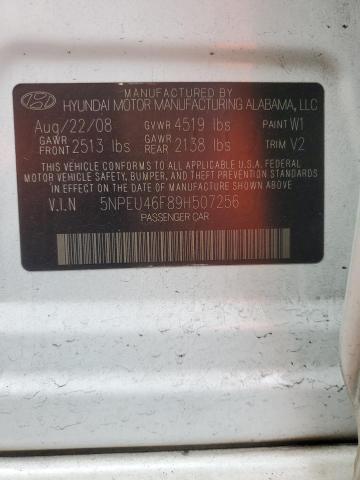 MANUFACTURED BY
HYUNDAI MOTOR MANUFACTURING ALABAMA, LLC
Aug/22/08 GVWR 4519 lbs PAINT W1
GAWR FRONT 2513 lbs GAWR REAR 2138 lbs TRIM V2
THIS VEHICLE CONFORMS TO ALL APPLICABLE U.S.A. FEDERAL
MOTOR VEHICLE SAFETY, BUMPER, AND THEFT PREVENTION
STANDARDS IN EFFECT ON THE DATE OF MANUFACTURE SHOWN ABOVE.
V.I.N 5NPEU46F89H507256
PASSENGER CAR